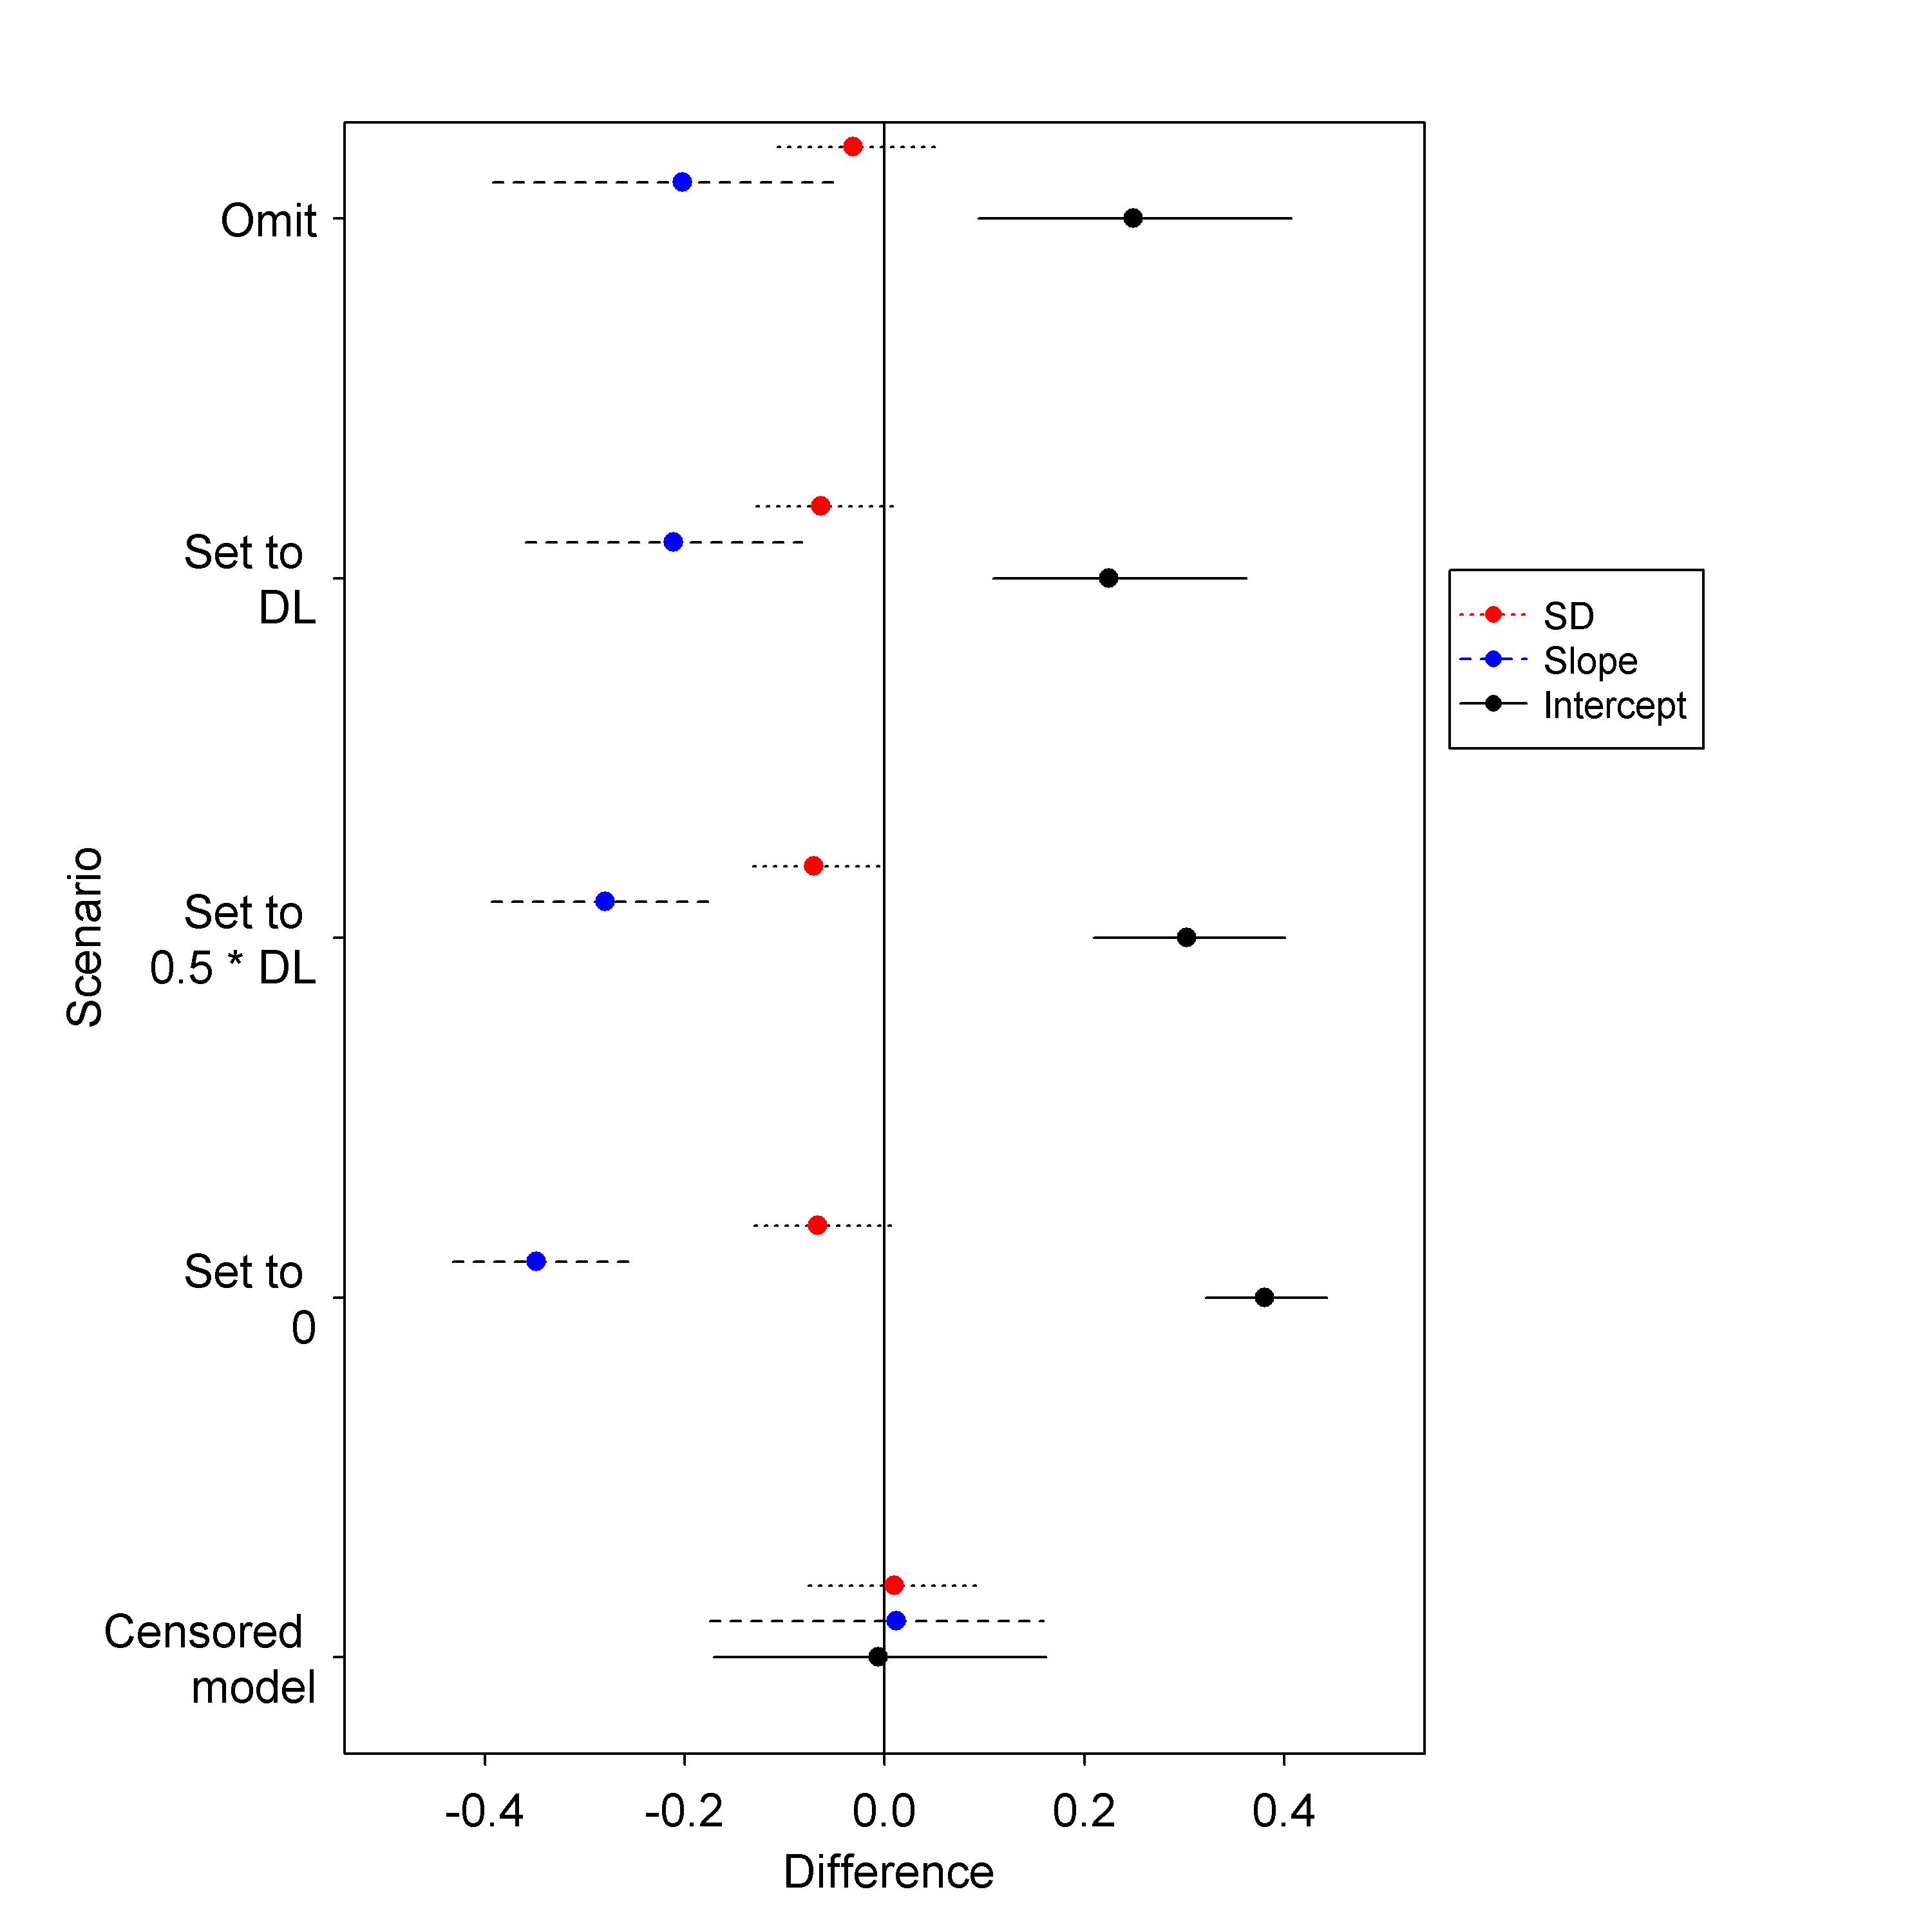 Omit
Set to
DL
Set to
0.5 * DL
Set to
0
Censored
model
Scenario
-0.4
-0.2
0.0
0.2
0.4
Difference
SD
Slope
Intercept